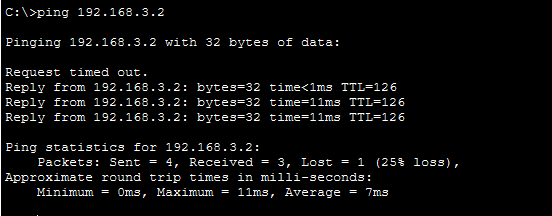 C:\>ping 192.168.3.2
Pinging 192.168.3.2 with 32 bytes of data:
Request timed out.
Reply from 192.168.3.2: bytes=32 time<1ms TTL=126
Reply from 192.168.3.2: bytes=32 time=11ms TTL=126
Reply from 192.168.3.2: bytes=32 time=11ms TTL=126
Ping statistics for 192.168.3.2:
Packets: Sent = 4, Received = 3, Lost = 1 (25% loss),
Approximate round trip times in milli-seconds:
Minimum = 0ms, Maximum = 11ms, Average = 7ms